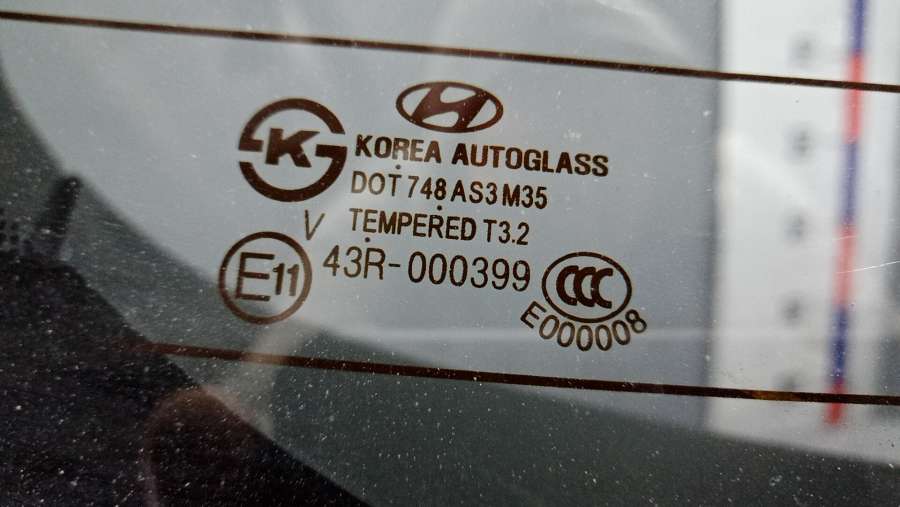 K
KOREA AUTOGLASS
DOT 748 AS3 M35
V TEMPERED T3.2
E11 43R-000399 CCC
E000008